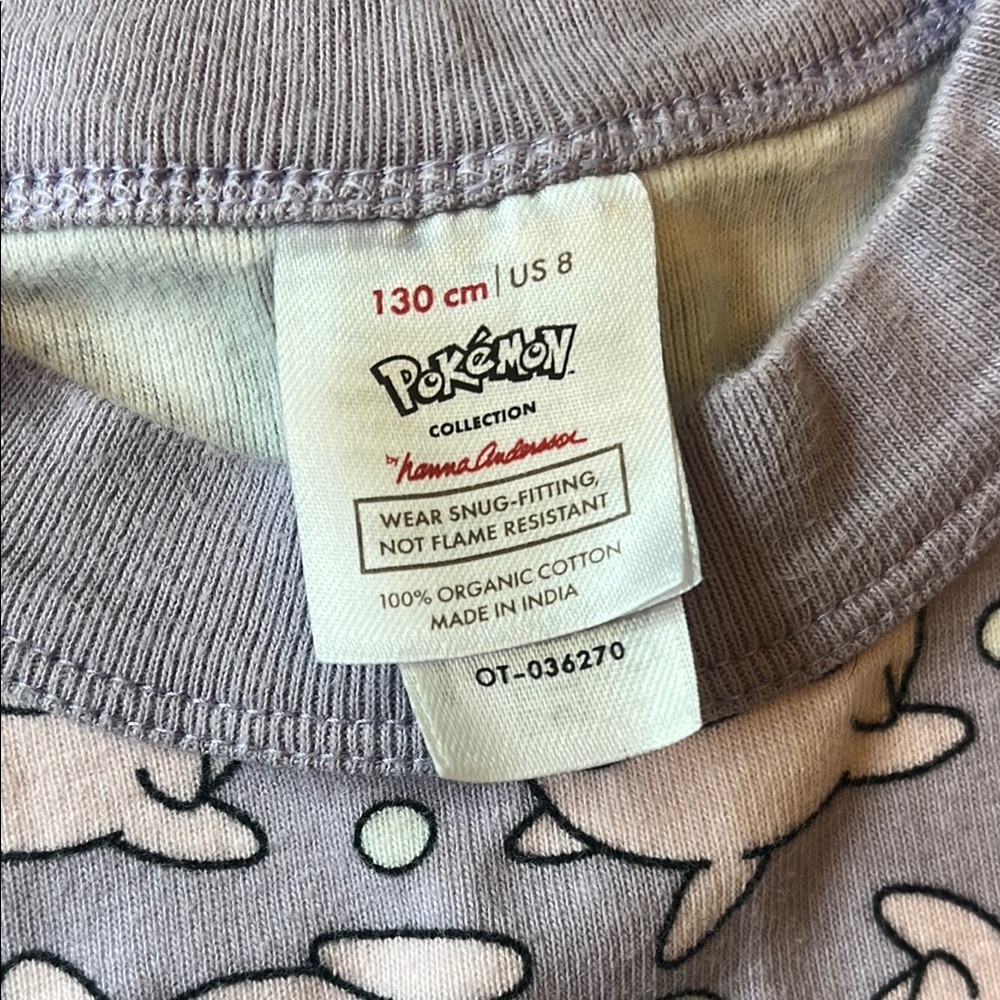 130 cm | US 8
POKéMON™
COLLECTION
by hanna Andersson
WEAR SNUG-FITTING,
NOT FLAME RESISTANT
100% ORGANIC COTTON
MADE IN INDIA
OT-036270